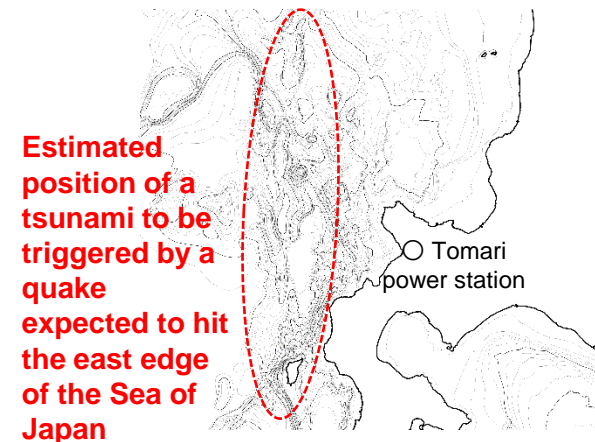 Estimated
position of a
tsunami to be
triggered by a
quake
expected to hit
the east edge
of the Sea of
Japan
Tomari
power station